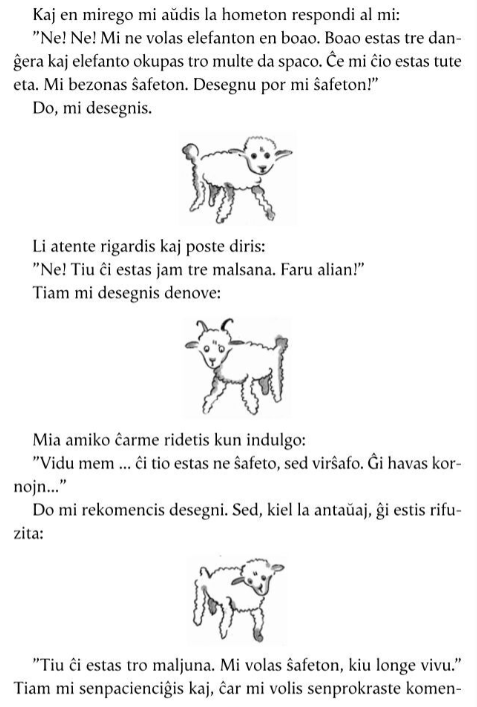 Kaj en mirego mi aŭdis la hometon respondi al mi:
”Ne! Ne! Mi ne volas elefanton en boao. Boao estas tre dan-
ĝera kaj elefanto okupas tro multe da spaco. Ĉe mi ĉio estas tute
eta. Mi bezonas ŝafeton. Desegnu por mi ŝafeton!”
Do, mi desegnis.
Li atente rigardis kaj poste diris:
”Ne! Tiu ĉi estas jam tre malsana. Faru alian!”
Tiam mi desegnis denove:
Mia amiko ĉarme ridetis kun indulgo:
”Vidu mem ... ĉi tio estas ne ŝafeto, sed virŝafo. Ĝi havas kor-
nojn...”
Do mi rekomencis desegni. Sed, kiel la antaŭaj, ĝi estis rifu-
zita:
”Tiu ĉi estas tro maljuna. Mi volas ŝafeton, kiu longe vivu.”
Tiam mi senpacienciĝis kaj, ĉar mi volis senprokraste komen-